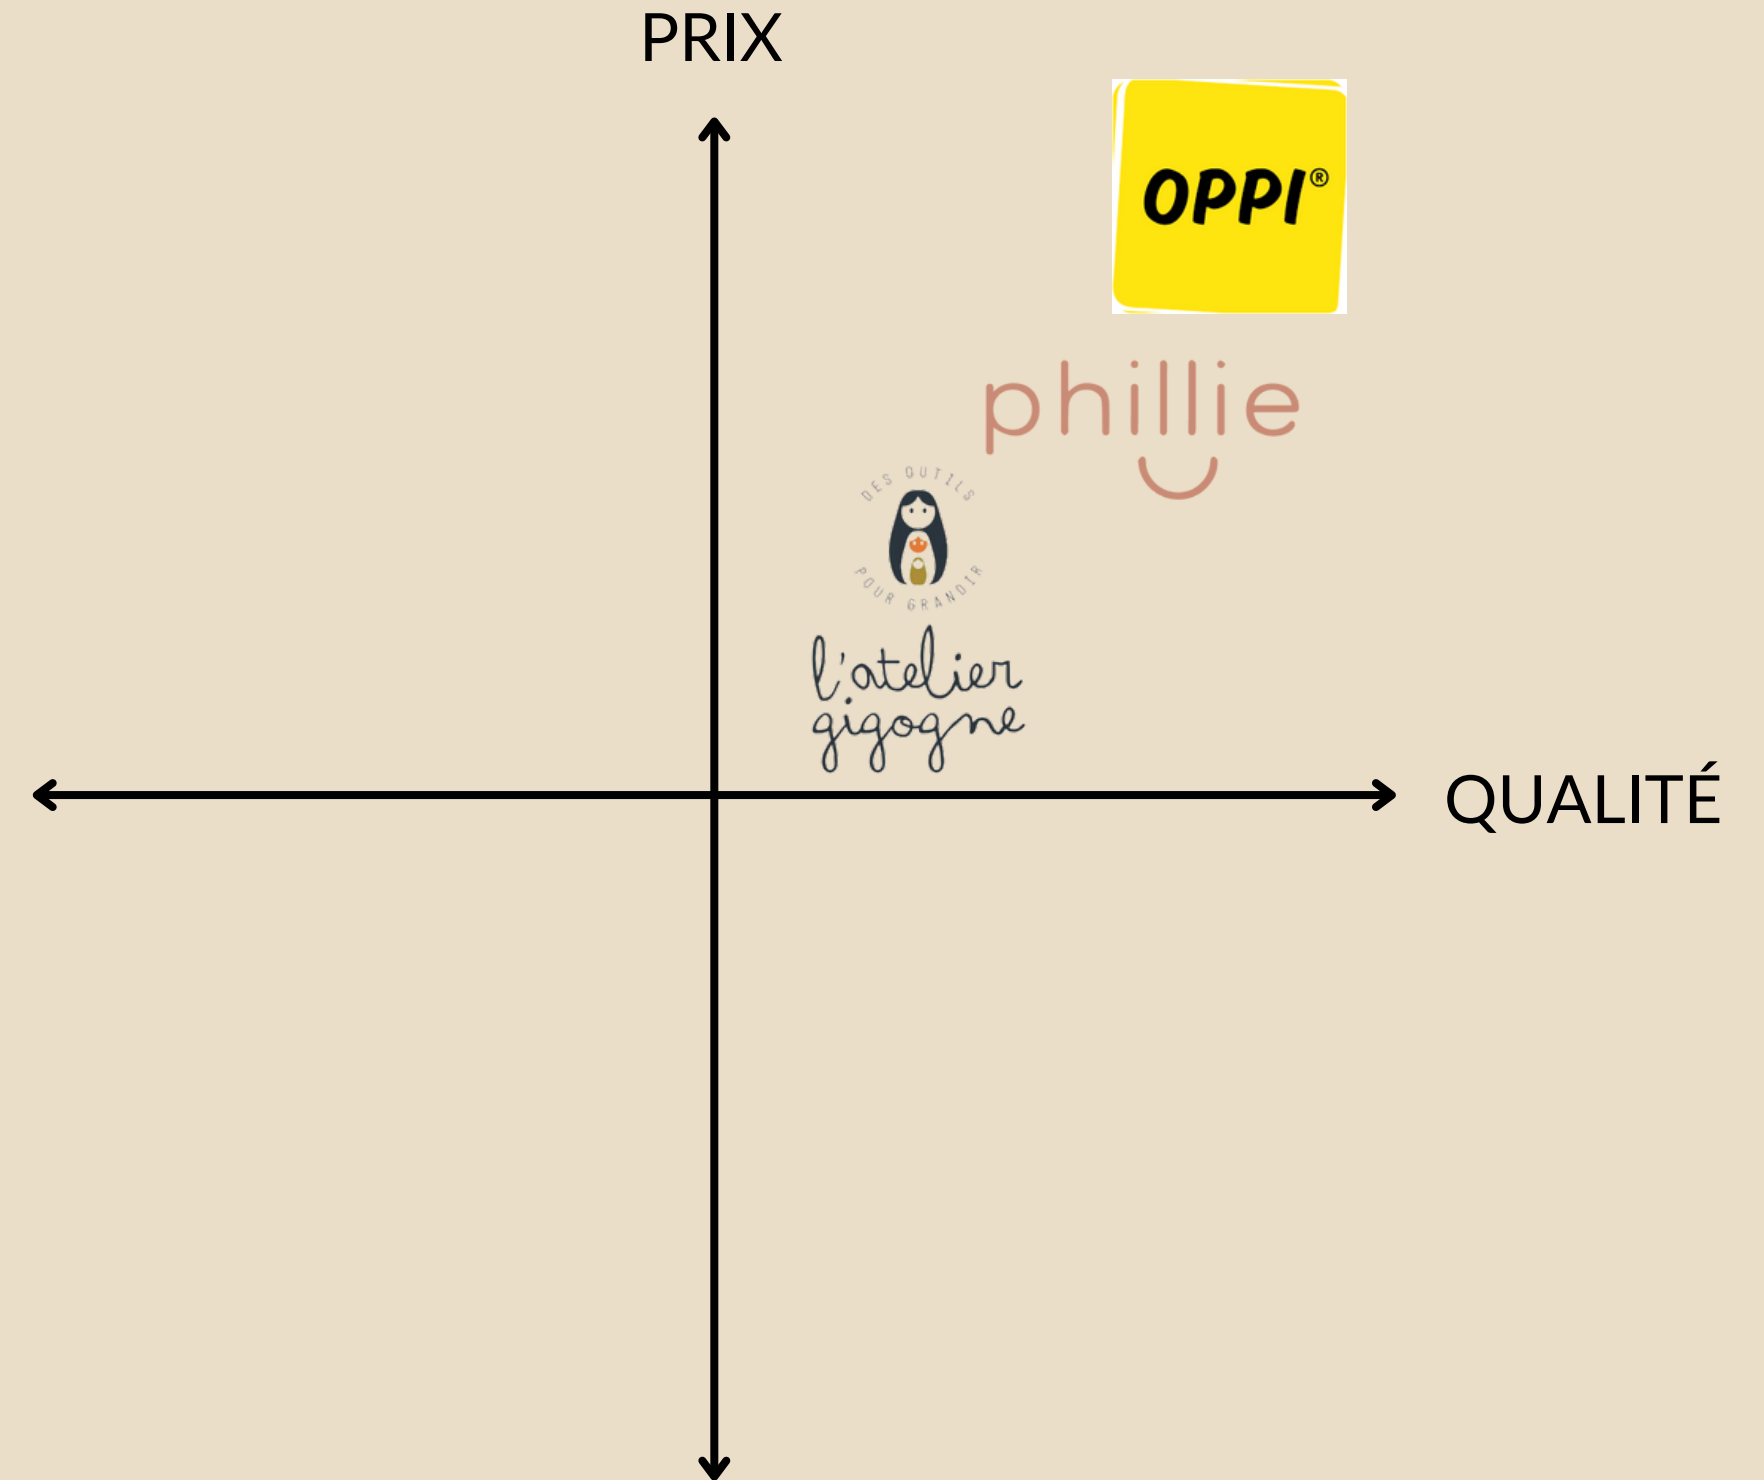 PRIX
OPPI®
phillie
DES OUTILS
POUR GRANDIR
l'atelier
gigogne
QUALITÉ